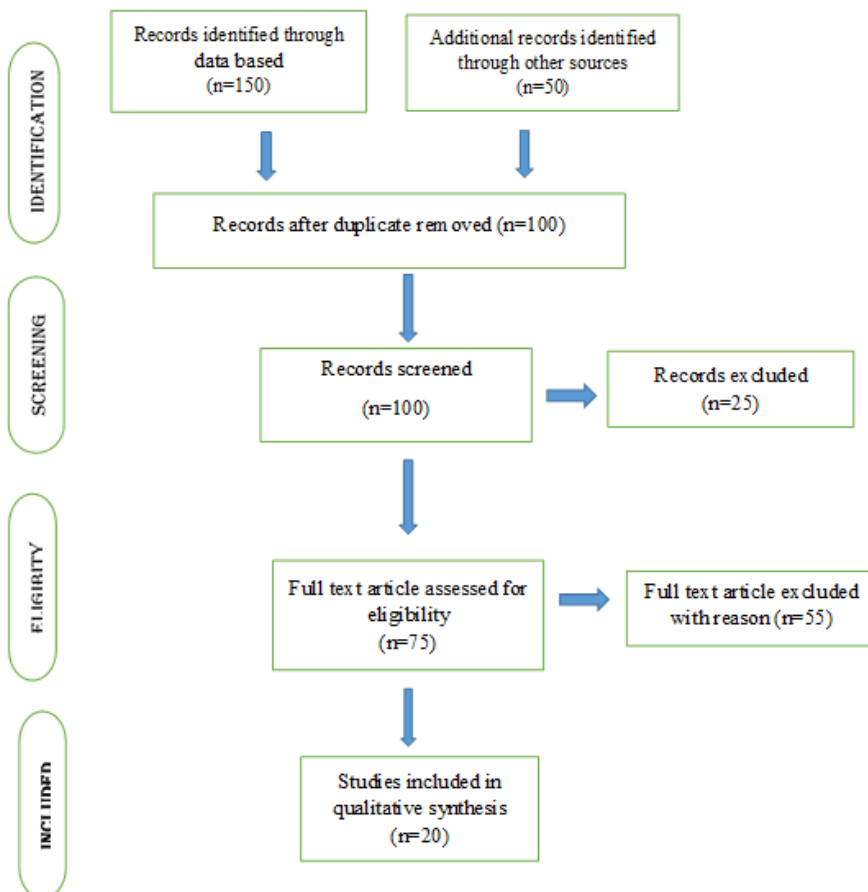 IDENTIFICATION
Records identified through
data based
(n=150)
Additional records identified
through other sources
(n=50)
Records after duplicate removed (n=100)
SCREENING
Records screened
(n=100)
Records excluded
(n=25)
ELIGIRITY
Full text article assessed for
eligibility
(n=75)
Full text article excluded
with reason (n=55)
INCLUDED
Studies included in
qualitative synthesis
(n=20)